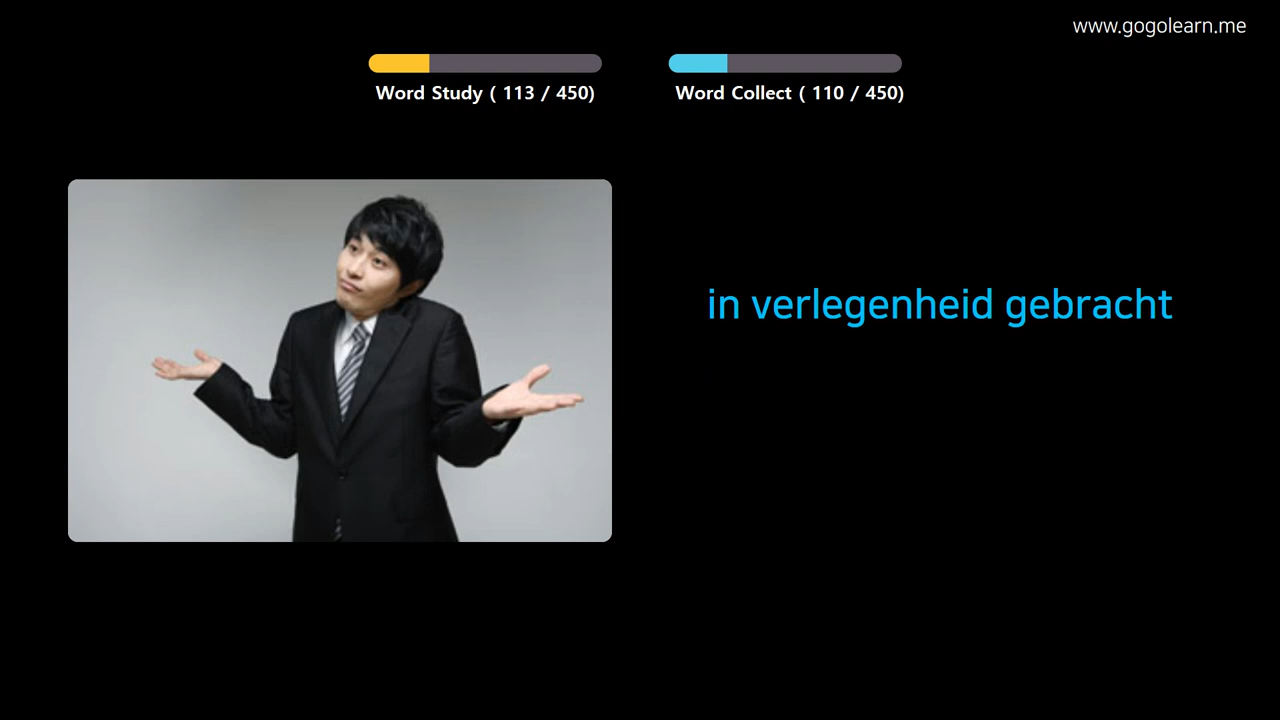 www.gogolearn.me
Word Study ( 113 / 450)
Word Collect ( 110 / 450)
in verlegenheid gebracht